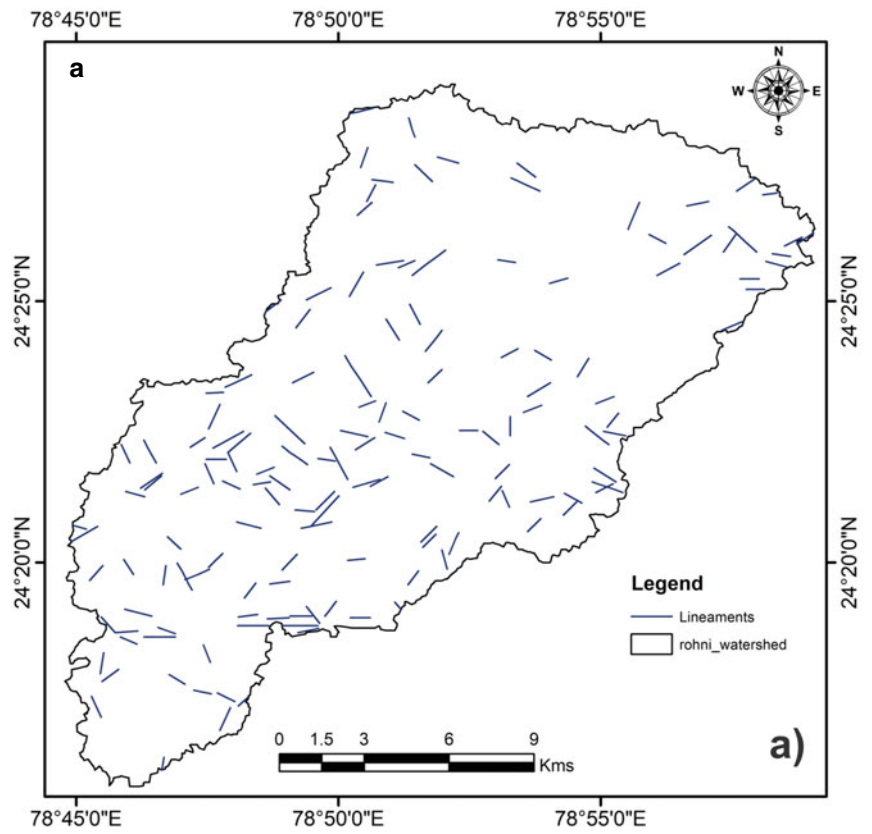 78°45'0"E 78°50'0"E 78°55'0"E
a
N
W E
S
24°25'0"N 24°25'0"N
24°20'0"N 24°20'0"N
Legend
Lineaments
rohni_watershed
0 1.5 3 6 9
Kms
a)
78°45'0"E 78°50'0"E 78°55'0"E